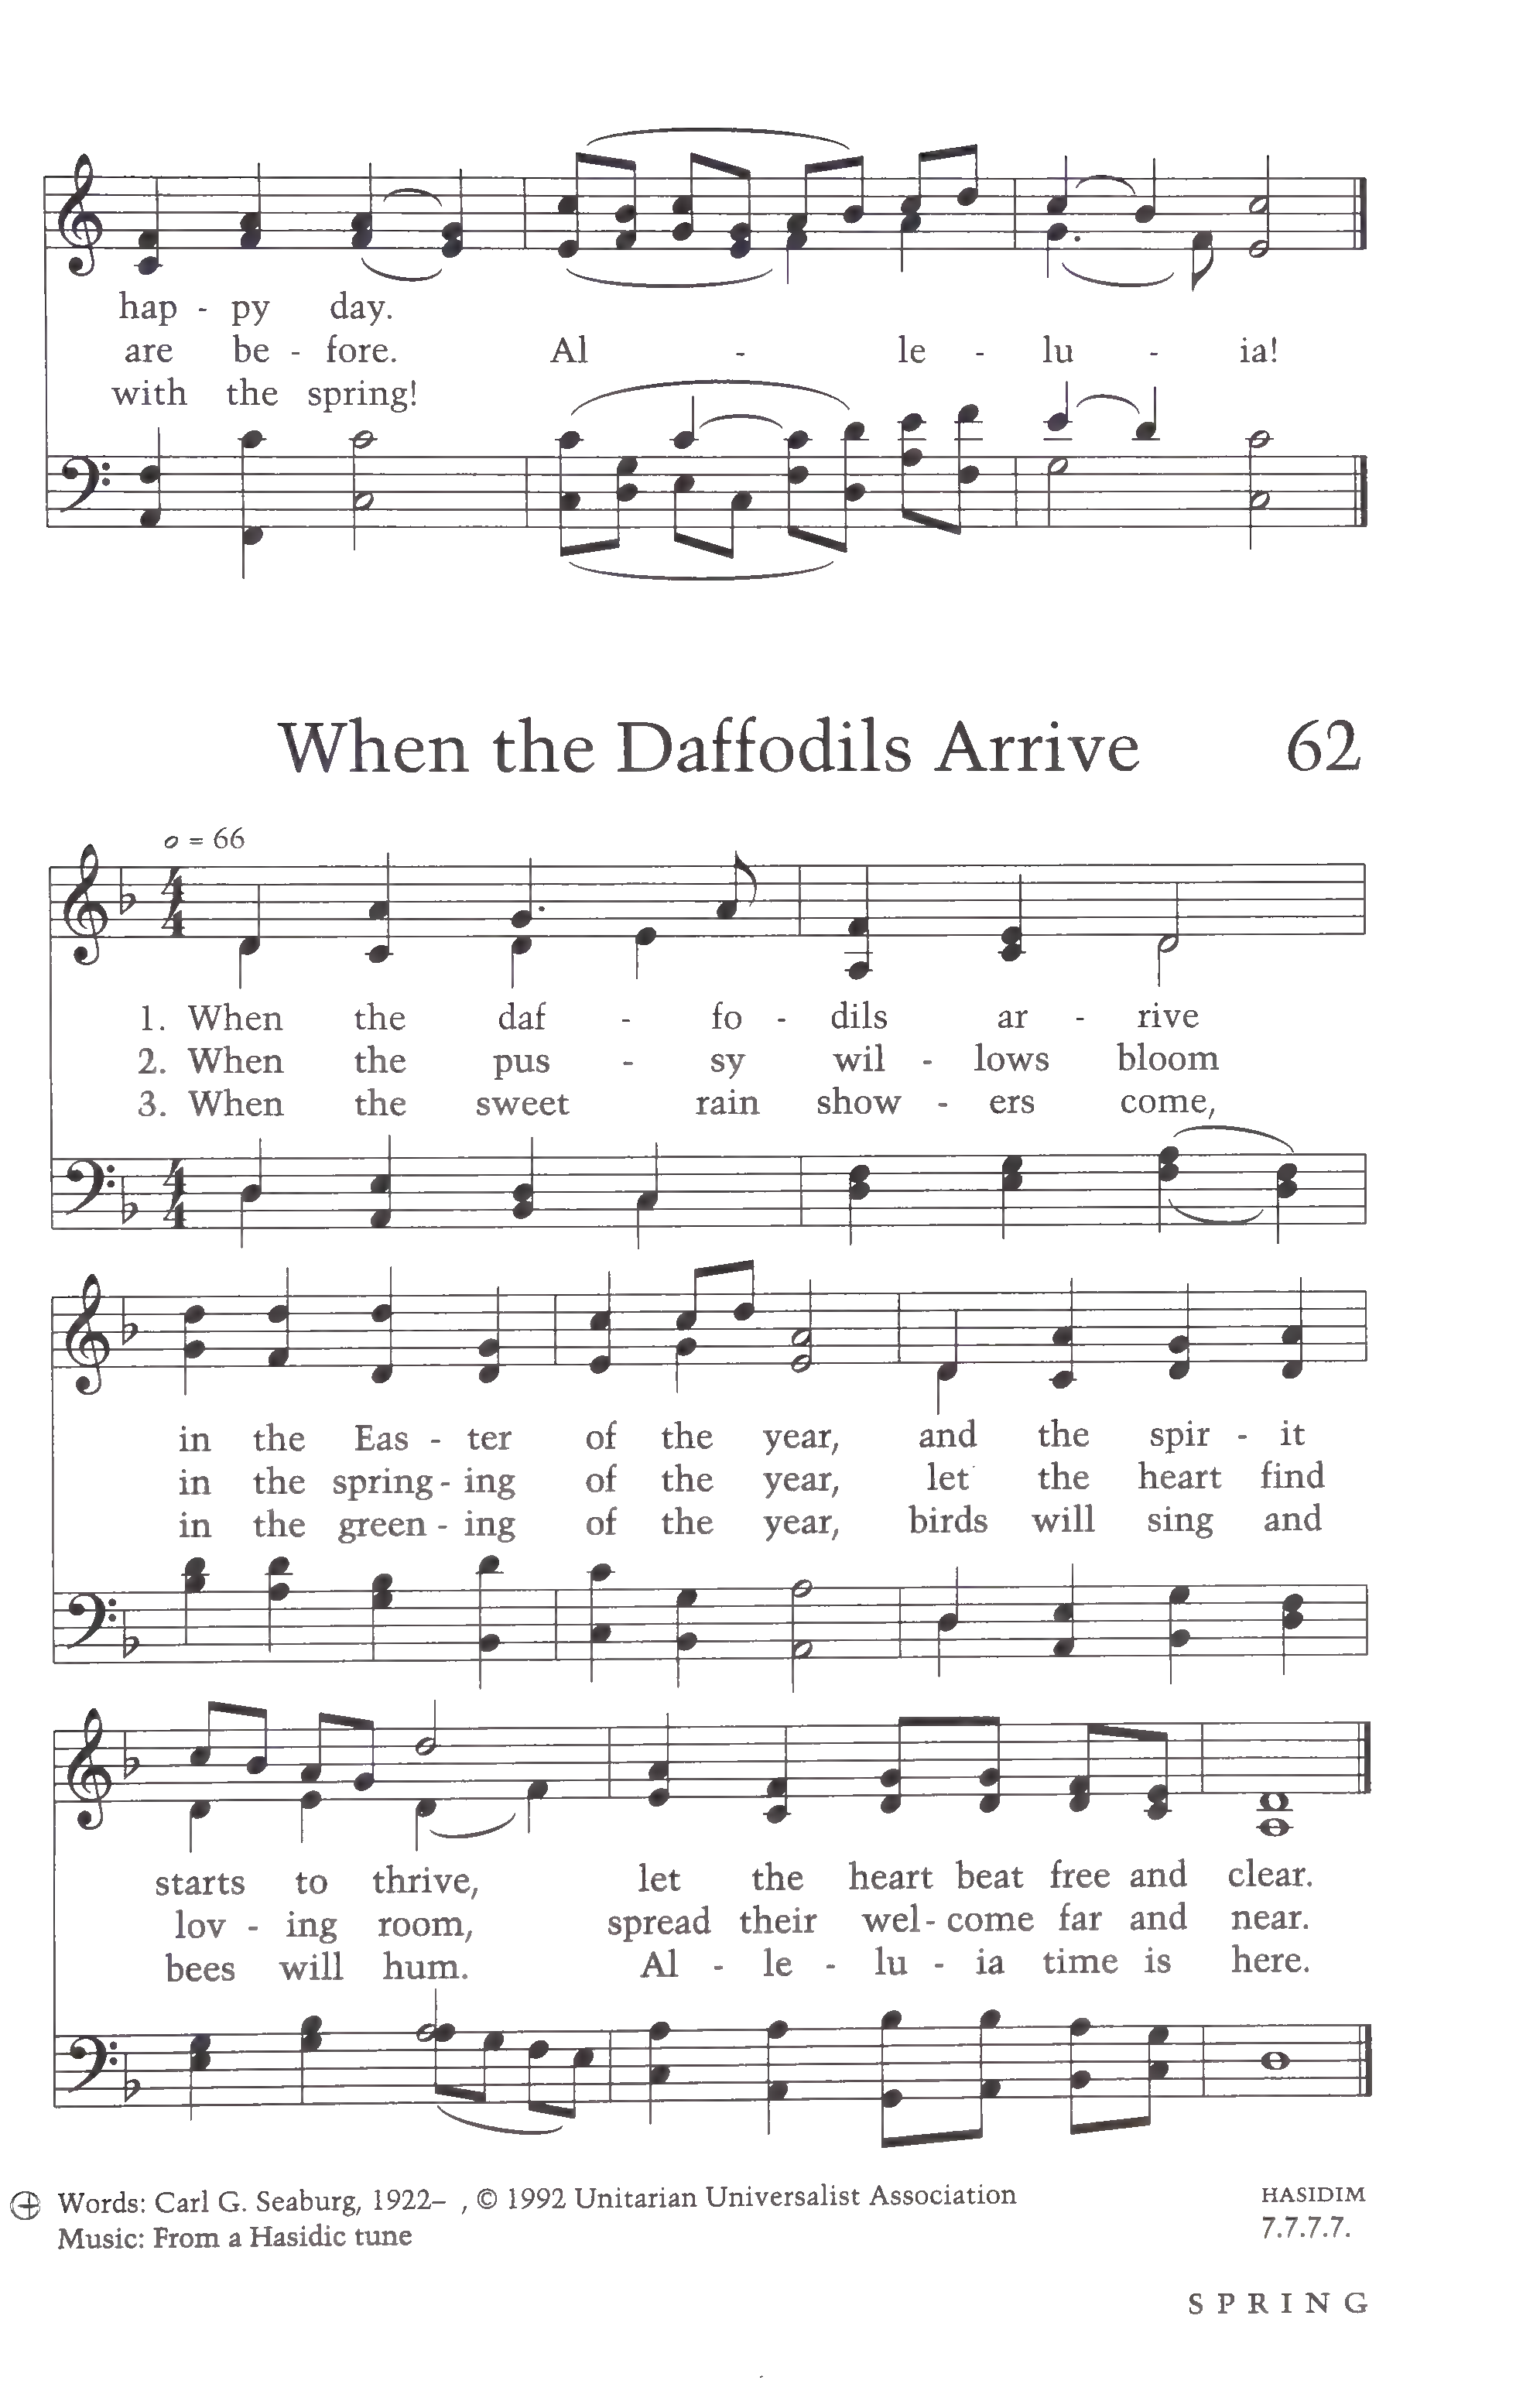 hap - py day.
are be - fore. Al - le - lu - ia!
with the spring!
When the Daffodils Arrive 62
= 66
1. When the daf - fo - dils ar - rive
2. When the pus - sy wil - lows bloom
3. When the sweet rain show - ers come,
in the Eas - ter of the year, and the spir - it
in the spring - ing of the year, let the heart find
in the green - ing of the year, birds will sing and
starts to thrive, let the heart beat free and clear.
lov - ing room, spread their wel - come far and near.
bees will hum. Al - le - lu - ia time is here.
Words: Carl G. Seaburg, 1922– , © 1992 Unitarian Universalist Association
Music: From a Hasidic tune
HASIDIM
7.7.7.7.
SPRING